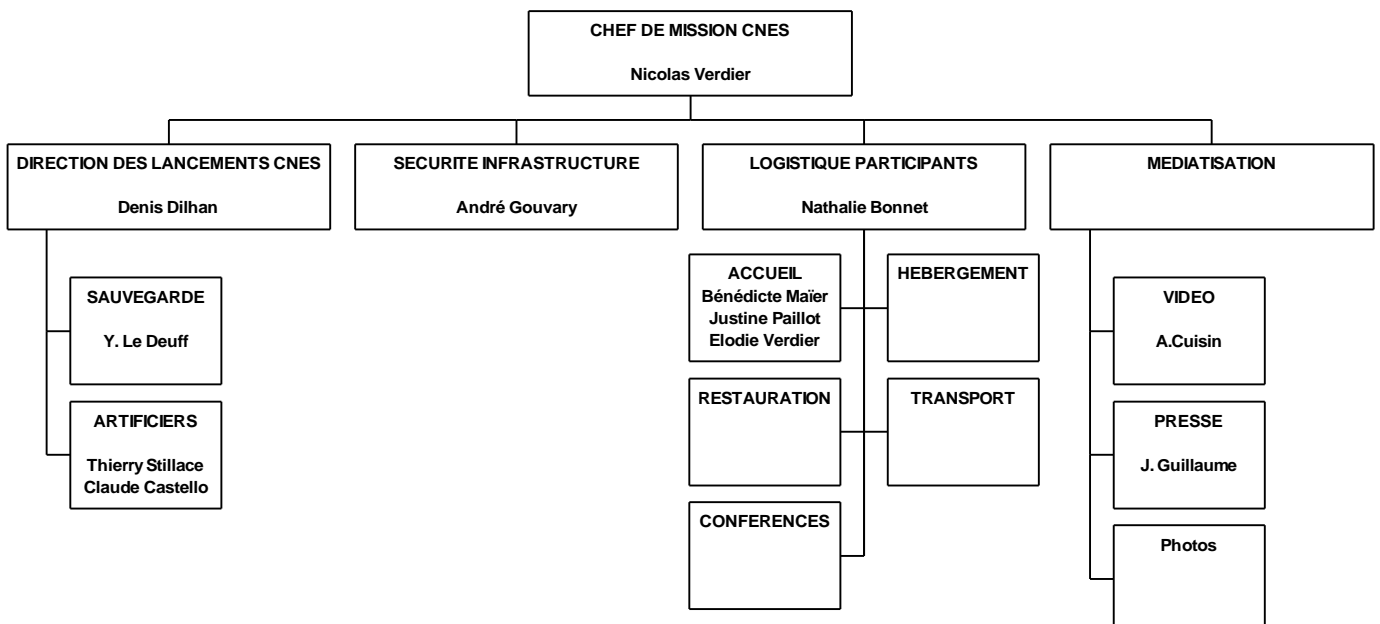 CHEF DE MISSION CNES
Nicolas Verdier
DIRECTION DES LANCEMENTS CNES
Denis Dilhan
SECURITE INFRASTRUCTURE
André Gouvary
LOGISTIQUE PARTICIPANTS
Nathalie Bonnet
MEDIATISATION
SAUVEGARDE
Y. Le Deuff
ARTIFICIERS
Thierry Stillace
Claude Castello
ACCUEIL
Bénédicte Maïer
Justine Paillot
Elodie Verdier
HEBERGEMENT
RESTAURATION
TRANSPORT
CONFERENCES
VIDEO
A.Cuisin
PRESSE
J. Guillaume
Photos